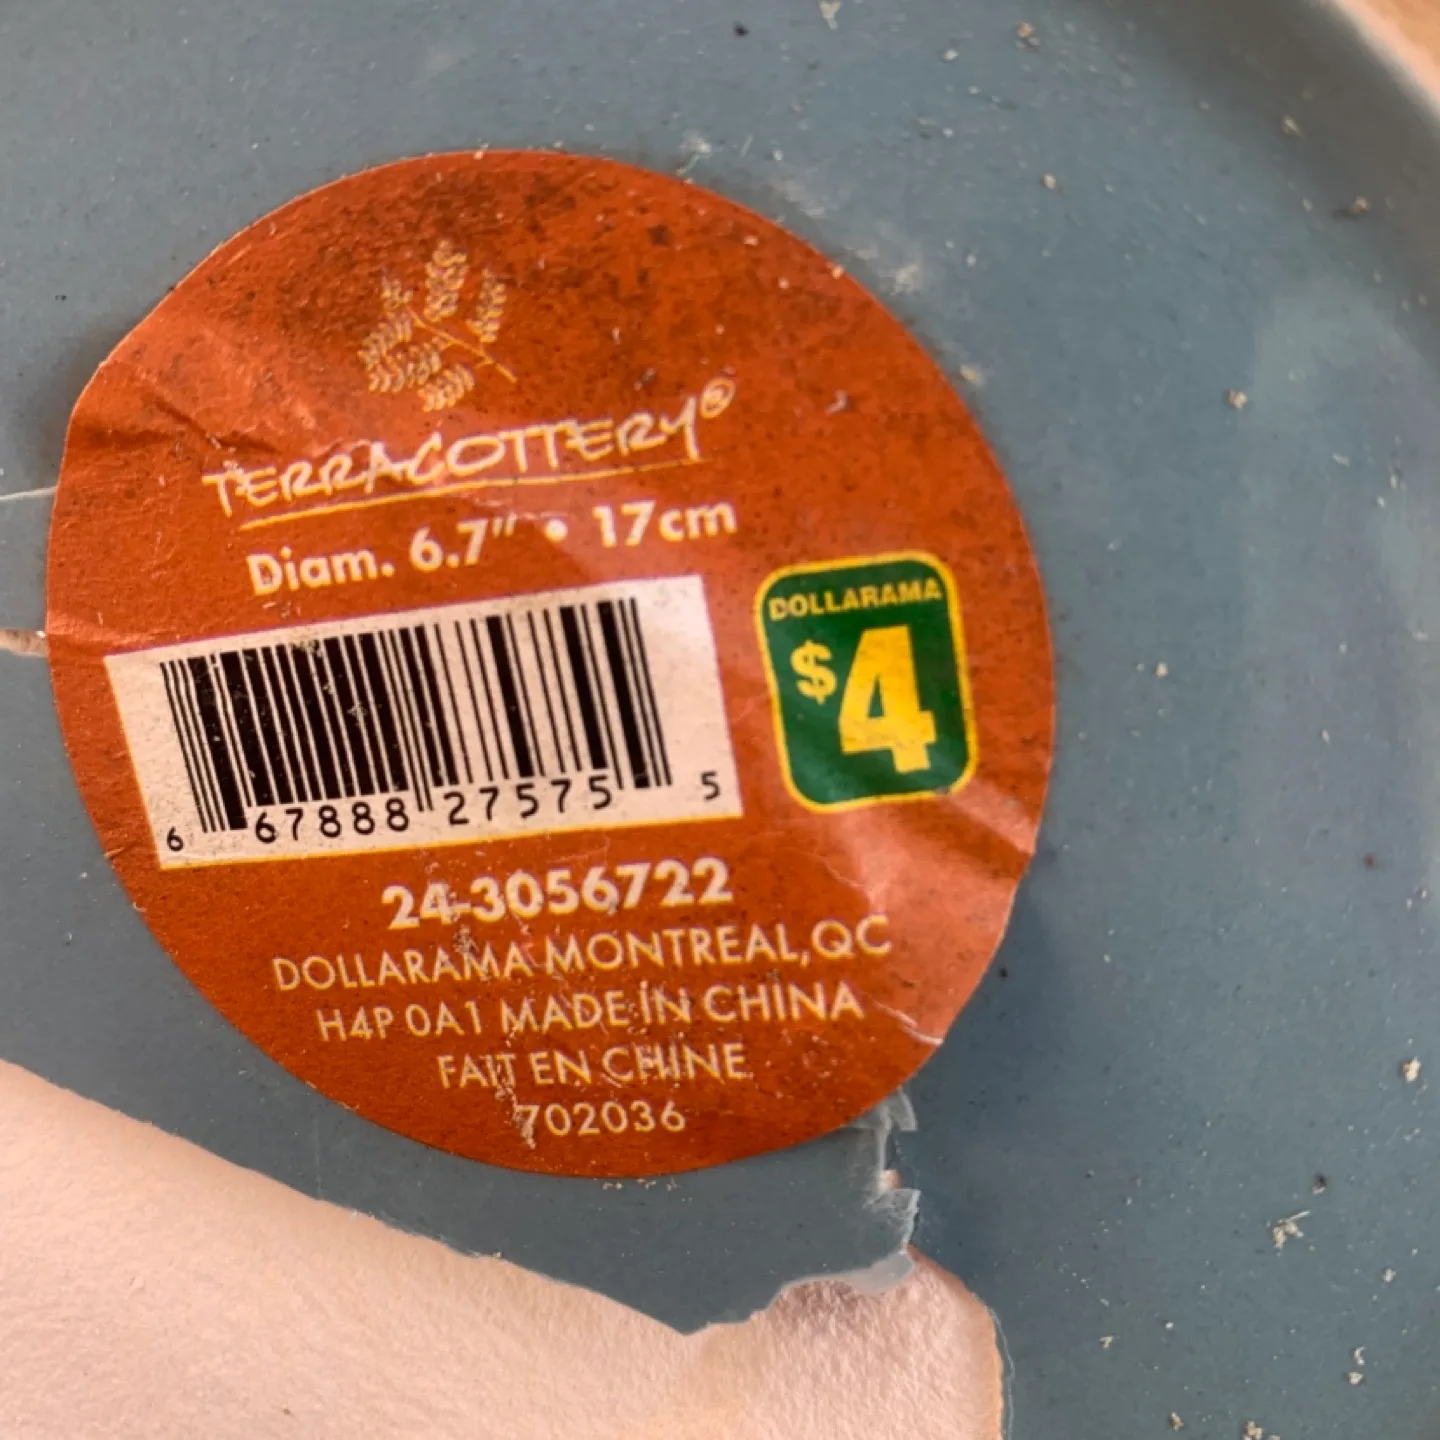 TERRACOTTERY®
Diam. 6.7" • 17cm
DOLLARAMA
$4
6 67888 27575 5
24-3056722
DOLLARAMA MONTREAL, QC
H4P 0A1 MADE IN CHINA
FAIT EN CHINE
702036